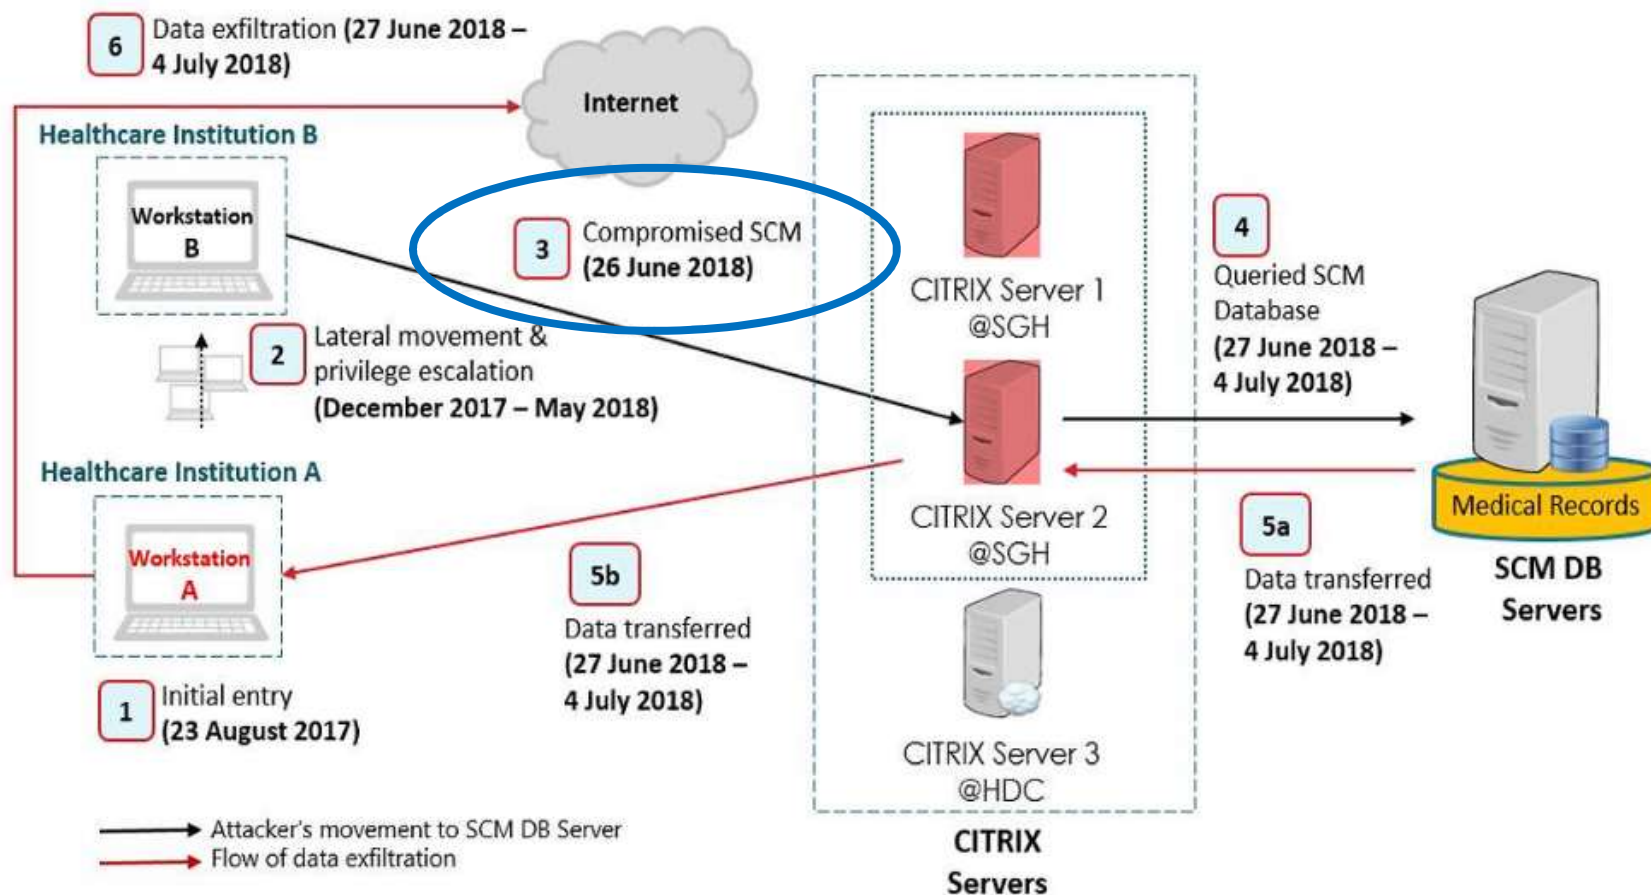 6
Data exfiltration (27 June 2018 –
4 July 2018)
Internet
Healthcare Institution B
Workstation
B
3
Compromised SCM
(26 June 2018)
2
Lateral movement &
privilege escalation
(December 2017 – May 2018)
Healthcare Institution A
Workstation
A
1
Initial entry
(23 August 2017)
5b
Data transferred
(27 June 2018 –
4 July 2018)
CITRIX Server 1
@SGH
CITRIX Server 2
@SGH
CITRIX Server 3
@HDC
CITRIX
Servers
4
Queried SCM
Database
(27 June 2018 –
4 July 2018)
5a
Data transferred
(27 June 2018 –
4 July 2018)
Medical Records
SCM DB
Servers
Attacker's movement to SCM DB Server
Flow of data exfiltration